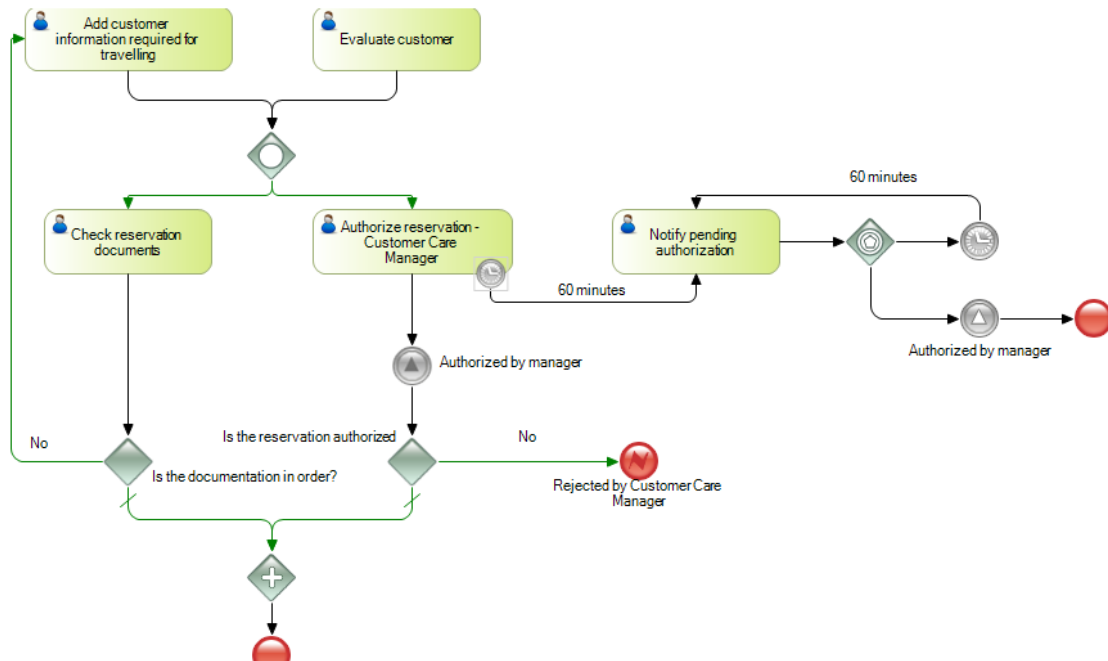 Add customer
information required for
travelling
Evaluate customer
60 minutes
Check reservation
documents
Authorize reservation -
Customer Care
Manager
Notify pending
authorization
60 minutes
Authorized by manager
Authorized by manager
Is the reservation authorized
No
No
Is the documentation in order?
Rejected by Customer Care
Manager